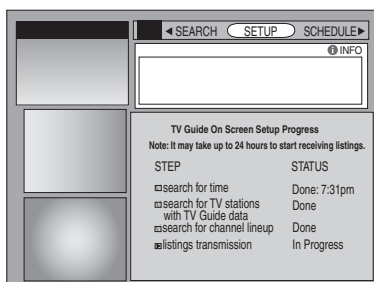 SEARCH SETUP SCHEDULE
INFO
TV Guide On Screen Setup Progress
Note: It may take up to 24 hours to start receiving listings.
STEP STATUS
search for time Done: 7:31pm
search for TV stations Done
with TV Guide data
search for channel lineup Done
listings transmission In Progress